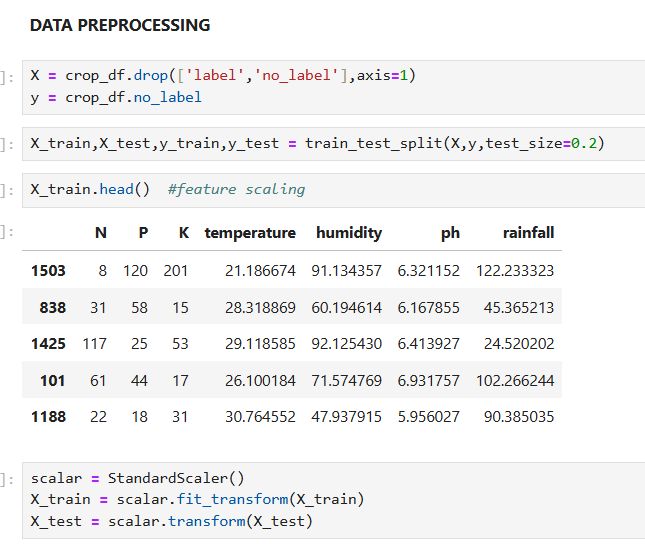 DATA PREPROCESSING
]: X = crop_df.drop(['label','no_label'],axis=1)
y = crop_df.no_label
]: X_train,X_test,y_train,y_test = train_test_split(X,y,test_size=0.2)
]: X_train.head()  #feature scaling
]: N P K temperature humidity ph rainfall
1503 8 120 201 21.186674 91.134357 6.321152 122.233323
838 31 58 15 28.318869 60.194614 6.167855 45.365213
1425 117 25 53 29.118585 92.125430 6.413927 24.520202
101 61 44 17 26.100184 71.574769 6.931757 102.266244
1188 22 18 31 30.764552 47.937915 5.956027 90.385035
]: scalar = StandardScaler()
X_train = scalar.fit_transform(X_train)
X_test = scalar.transform(X_test)